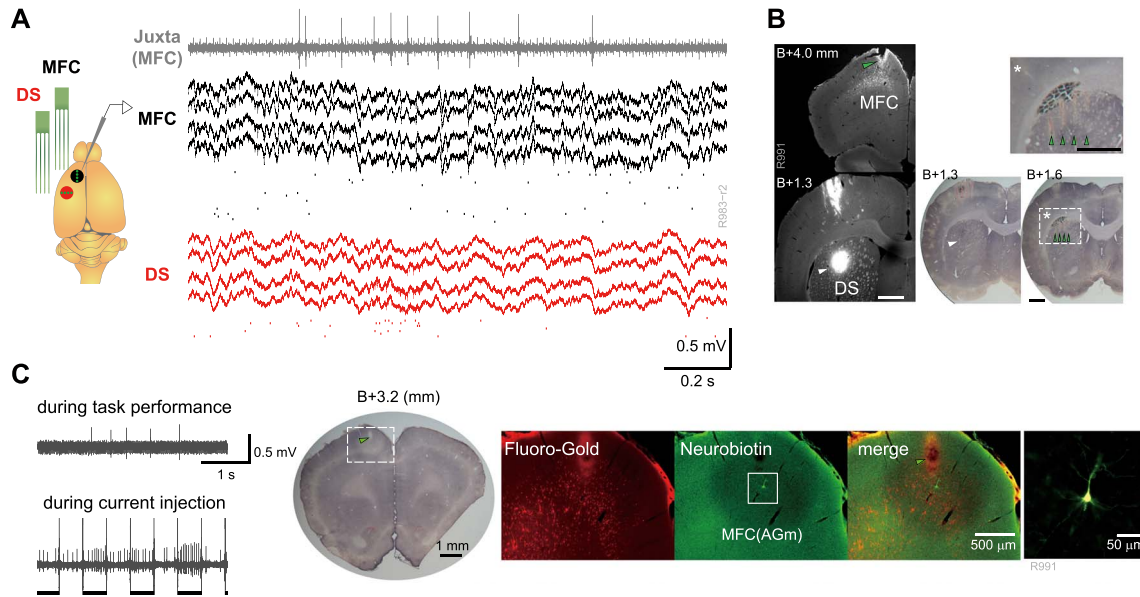 A
Juxta
(MFC)
MFC
DS
MFC
R983-r2
DS
0.5 mV
0.2 s
B
B+4.0 mm
MFC
R991
B+1.3
DS
*
B+1.3
B+1.6
*
C
during task performance
0.5 mV
1 s
during current injection
B+3.2 (mm)
1 mm
Fluoro-Gold
Neurobiotin
MFC(AGm)
merge
500 μm
50 μm
R991